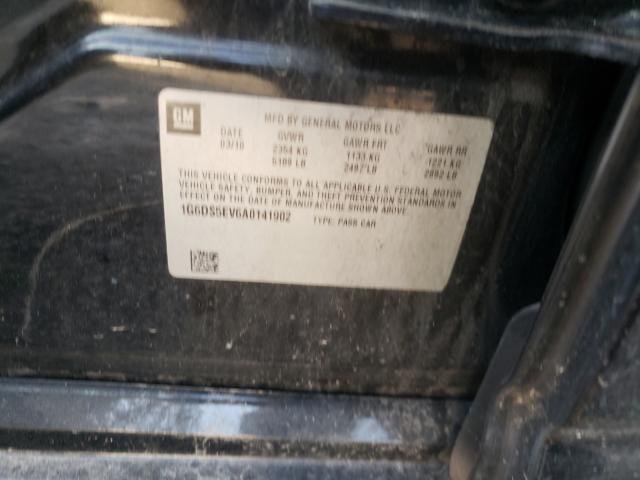 GM
MFD BY GENERAL MOTORS LLC
DATE GVWR GAWR FRT GAWR RR
03/10 2354 KG 1133 KG 1221 KG
5189 LB 2497 LB 2692 LB
THIS VEHICLE CONFORMS TO ALL APPLICABLE U.S. FEDERAL MOTOR
VEHICLE SAFETY, BUMPER, AND THEFT PREVENTION STANDARDS IN
EFFECT ON THE DATE OF MANUFACTURE SHOWN ABOVE.
1G6DS5EV6A0141902 TYPE: PASS CAR